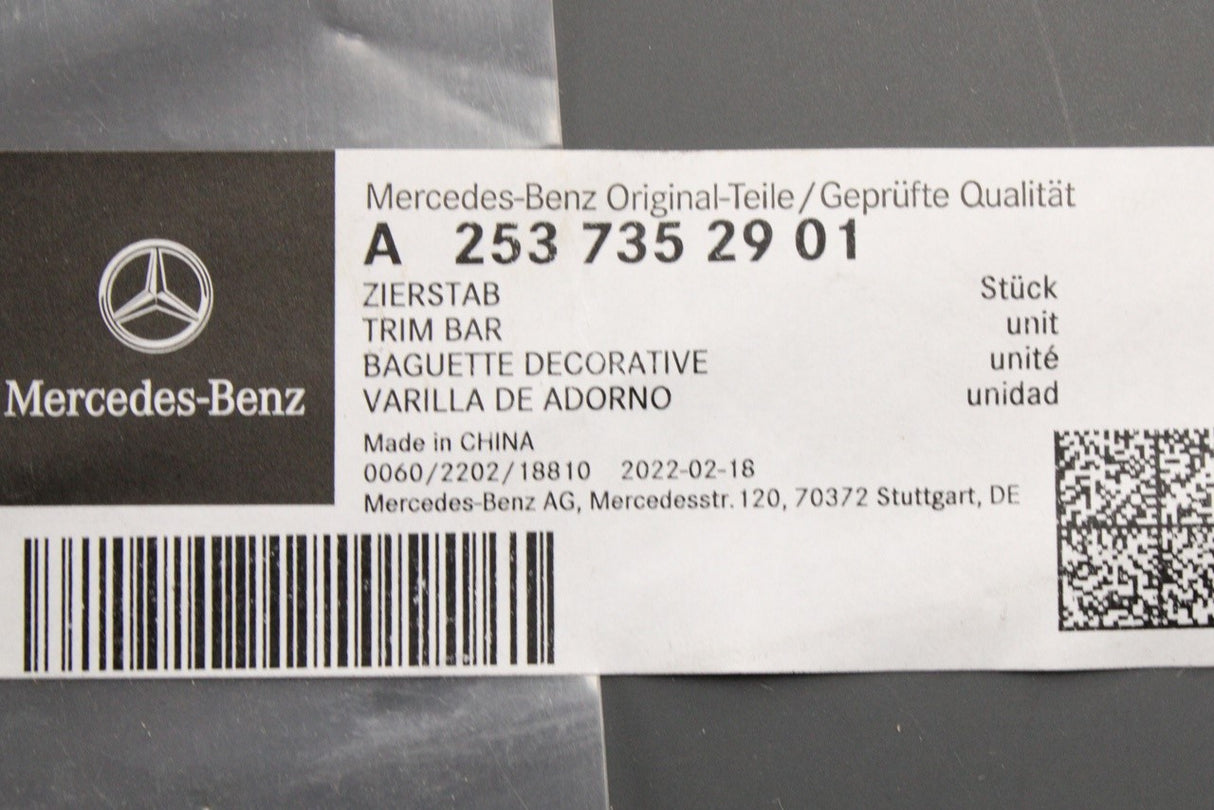 Mercedes-Benz Original-Teile/Geprüfte Qualität
A 253 735 29 01
ZIERSTAB Stück
TRIM BAR unit
BAGUETTE DECORATIVE unité
VARILLA DE ADORNO unidad
Mercedes-Benz
Made in CHINA
0060/2202/18810 2022-02-18
Mercedes-Benz AG, Mercedesstr. 120, 70372 Stuttgart, DE